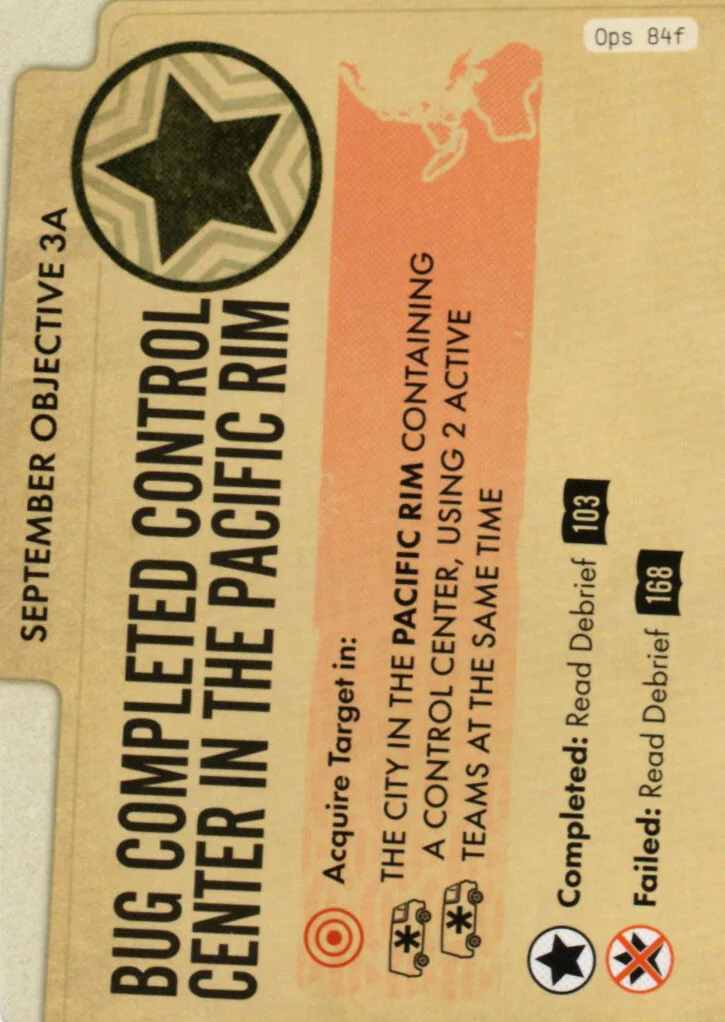 Ops 84f
SEPTEMBER OBJECTIVE 3A
BUG COMPLETED CONTROL
CENTER IN THE PACIFIC RIM
Acquire Target in:
THE CITY IN THE PACIFIC RIM CONTAINING
A CONTROL CENTER, USING 2 ACTIVE
TEAMS AT THE SAME TIME
Completed: Read Debrief 103
Failed: Read Debrief 168